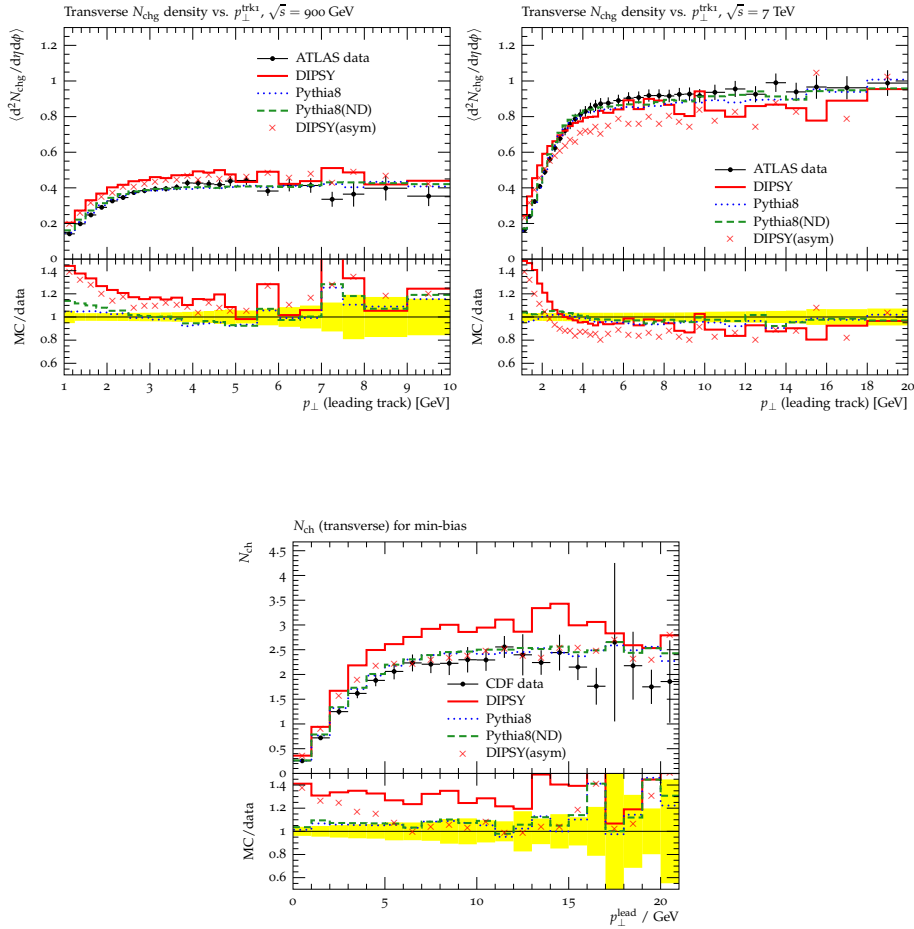 Transverse N_chg density vs. p_⊥^trk1, √s = 900 GeV
⟨d²N_chg/dηdϕ⟩
1.2
1
0.8
0.6
0.4
0.2
0
ATLAS data
DIPSY
Pythia8
Pythia8(ND)
DIPSY(asym)
MC/data
1.4
1.2
1
0.8
0.6
1 2 3 4 5 6 7 8 9 10
p_⊥ (leading track) [GeV]
Transverse N_chg density vs. p_⊥^trk1, √s = 7 TeV
⟨d²N_chg/dηdϕ⟩
1.2
1
0.8
0.6
0.4
0.2
0
ATLAS data
DIPSY
Pythia8
Pythia8(ND)
DIPSY(asym)
MC/data
1.4
1.2
1
0.8
0.6
2 4 6 8 10 12 14 16 18 20
p_⊥ (leading track) [GeV]
N_ch (transverse) for min-bias
N_ch
4.5
4
3.5
3
2.5
2
1.5
1
0.5
0
CDF data
DIPSY
Pythia8
Pythia8(ND)
DIPSY(asym)
MC/data
1.4
1.2
1
0.8
0.6
0 5 10 15 20
p_⊥^lead / GeV